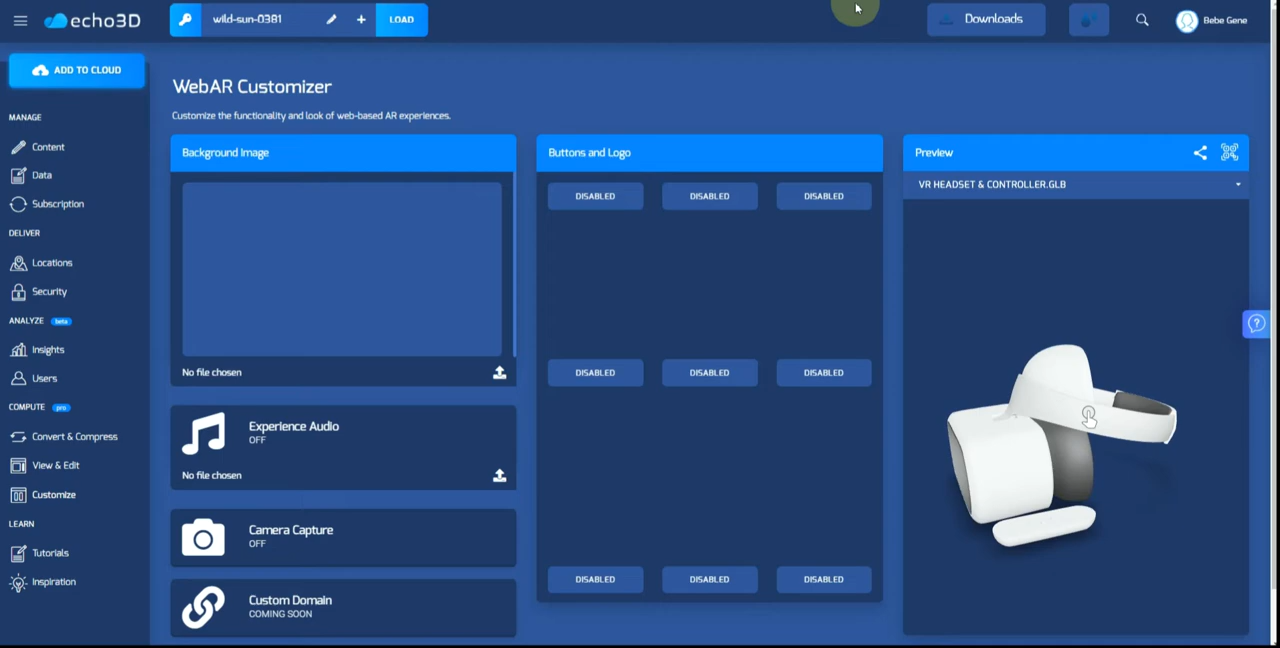 echo3D
wild-sun-0381
LOAD
Downloads
Bebe Gene
ADD TO CLOUD
MANAGE
Content
Data
Subscription
DELIVER
Locations
Security
ANALYZE beta
Insights
Users
COMPUTE pro
Convert & Compress
View & Edit
Customize
LEARN
Tutorials
Inspiration
WebAR Customizer
Customize the functionality and look of web-based AR experiences.
Background Image
No file chosen
Experience Audio
OFF
No file chosen
Camera Capture
OFF
Custom Domain
COMING SOON
Buttons and Logo
DISABLED DISABLED DISABLED
DISABLED DISABLED DISABLED
DISABLED DISABLED DISABLED
Preview
VR HEADSET & CONTROLLER.GLB